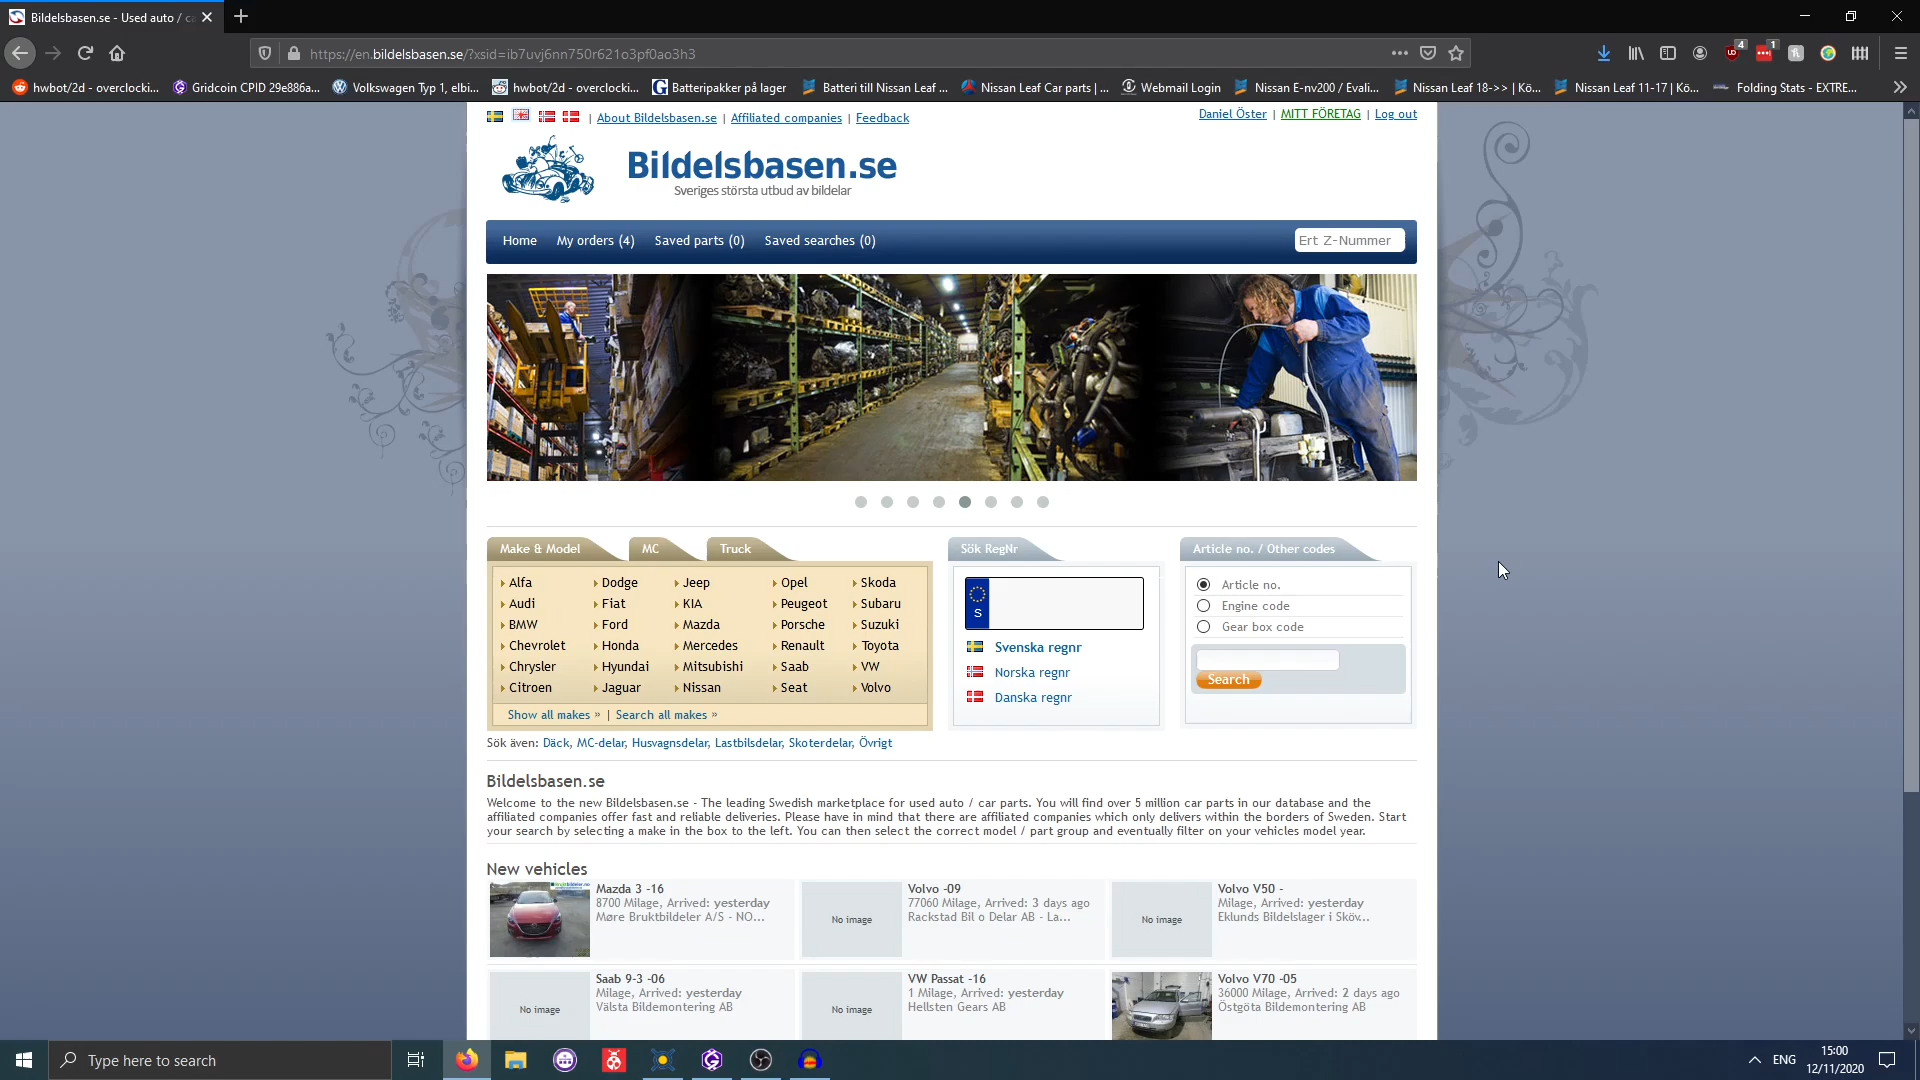 Bildelsbasen.se - Used auto / ca
https://en.bildelsbasen.se/?xsid=ib7uvj6nn750r621o3pf0ao3h3
4
1
hwbot/2d - overclocki...
Gridcoin CPID 29e886a...
Volkswagen Typ 1, elbi...
hwbot/2d - overclocki...
Batteripakker på lager
Batteri till Nissan Leaf ...
Nissan Leaf Car parts | ...
Webmail Login
Nissan E-nv200 / Evali...
Nissan Leaf 18->> | Kö...
Nissan Leaf 11-17 | Kö...
Folding Stats - EXTRE...
| About Bildelsbasen.se | Affiliated companies | Feedback
Daniel Öster | MITT FÖRETAG | Log out
Bildelsbasen.se
Sveriges största utbud av bildelar
Home My orders (4) Saved parts (0) Saved searches (0)
Ert Z-Nummer
Make & Model MC Truck
Alfa Dodge Jeep Opel Skoda
Audi Fiat KIA Peugeot Subaru
BMW Ford Mazda Porsche Suzuki
Chevrolet Honda Mercedes Renault Toyota
Chrysler Hyundai Mitsubishi Saab VW
Citroen Jaguar Nissan Seat Volvo
Show all makes » | Search all makes »
Sök RegNr
S
Svenska regnr
Norska regnr
Danska regnr
Article no. / Other codes
Article no.
Engine code
Gear box code
Search
Sök även: Däck, MC-delar, Husvagnsdelar, Lastbilsdelar, Skoterdelar, Övrigt
Bildelsbasen.se
Welcome to the new Bildelsbasen.se - The leading Swedish marketplace for used auto / car parts. You will find over 5 million car parts in our database and the
affiliated companies offer fast and reliable deliveries. Please have in mind that there are affiliated companies which only delivers within the borders of Sweden. Start
your search by selecting a make in the box to the left. You can then select the correct model / part group and eventually filter on your vehicles model year.
New vehicles
Mazda 3 -16
8700 Milage, Arrived: yesterday
Møre Bruktbildeler A/S - NO...
No image
Volvo -09
77060 Milage, Arrived: 3 days ago
Rackstad Bil o Delar AB - La...
No image
Volvo V50 -
Milage, Arrived: yesterday
Eklunds Bildelslager i Sköv...
No image
Saab 9-3 -06
Milage, Arrived: yesterday
Välsta Bildemontering AB
No image
VW Passat -16
1 Milage, Arrived: yesterday
Hellsten Gears AB
Volvo V70 -05
36000 Milage, Arrived: 2 days ago
Östgöta Bildemontering AB
Type here to search
ENG
15:00
12/11/2020